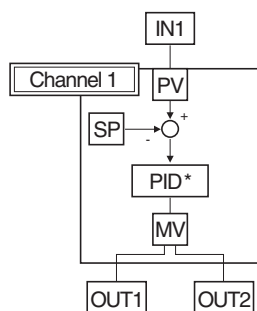 IN1
Channel 1
PV
+
SP
-
PID*
MV
OUT1
OUT2